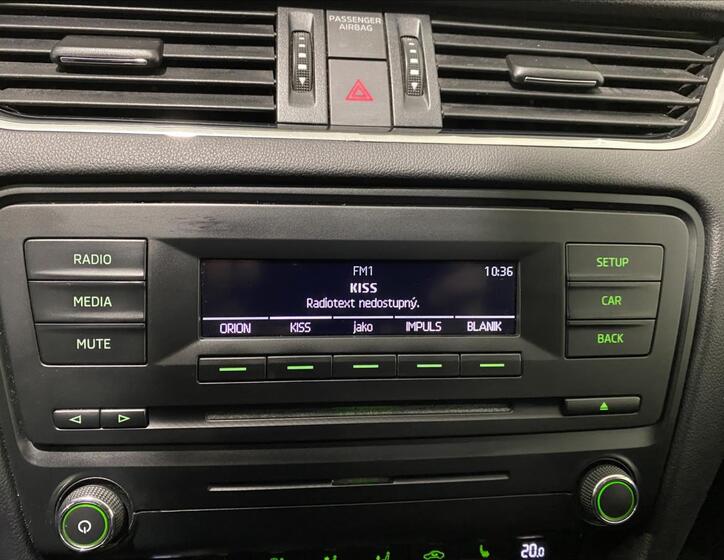 PASSENGER
AIRBAG
RADIO
MEDIA
MUTE
FM1
10:36
KISS
Radiotext nedostupný.
ORION
KISS
jako
IMPULS
BLANIK
SETUP
CAR
BACK
20.0